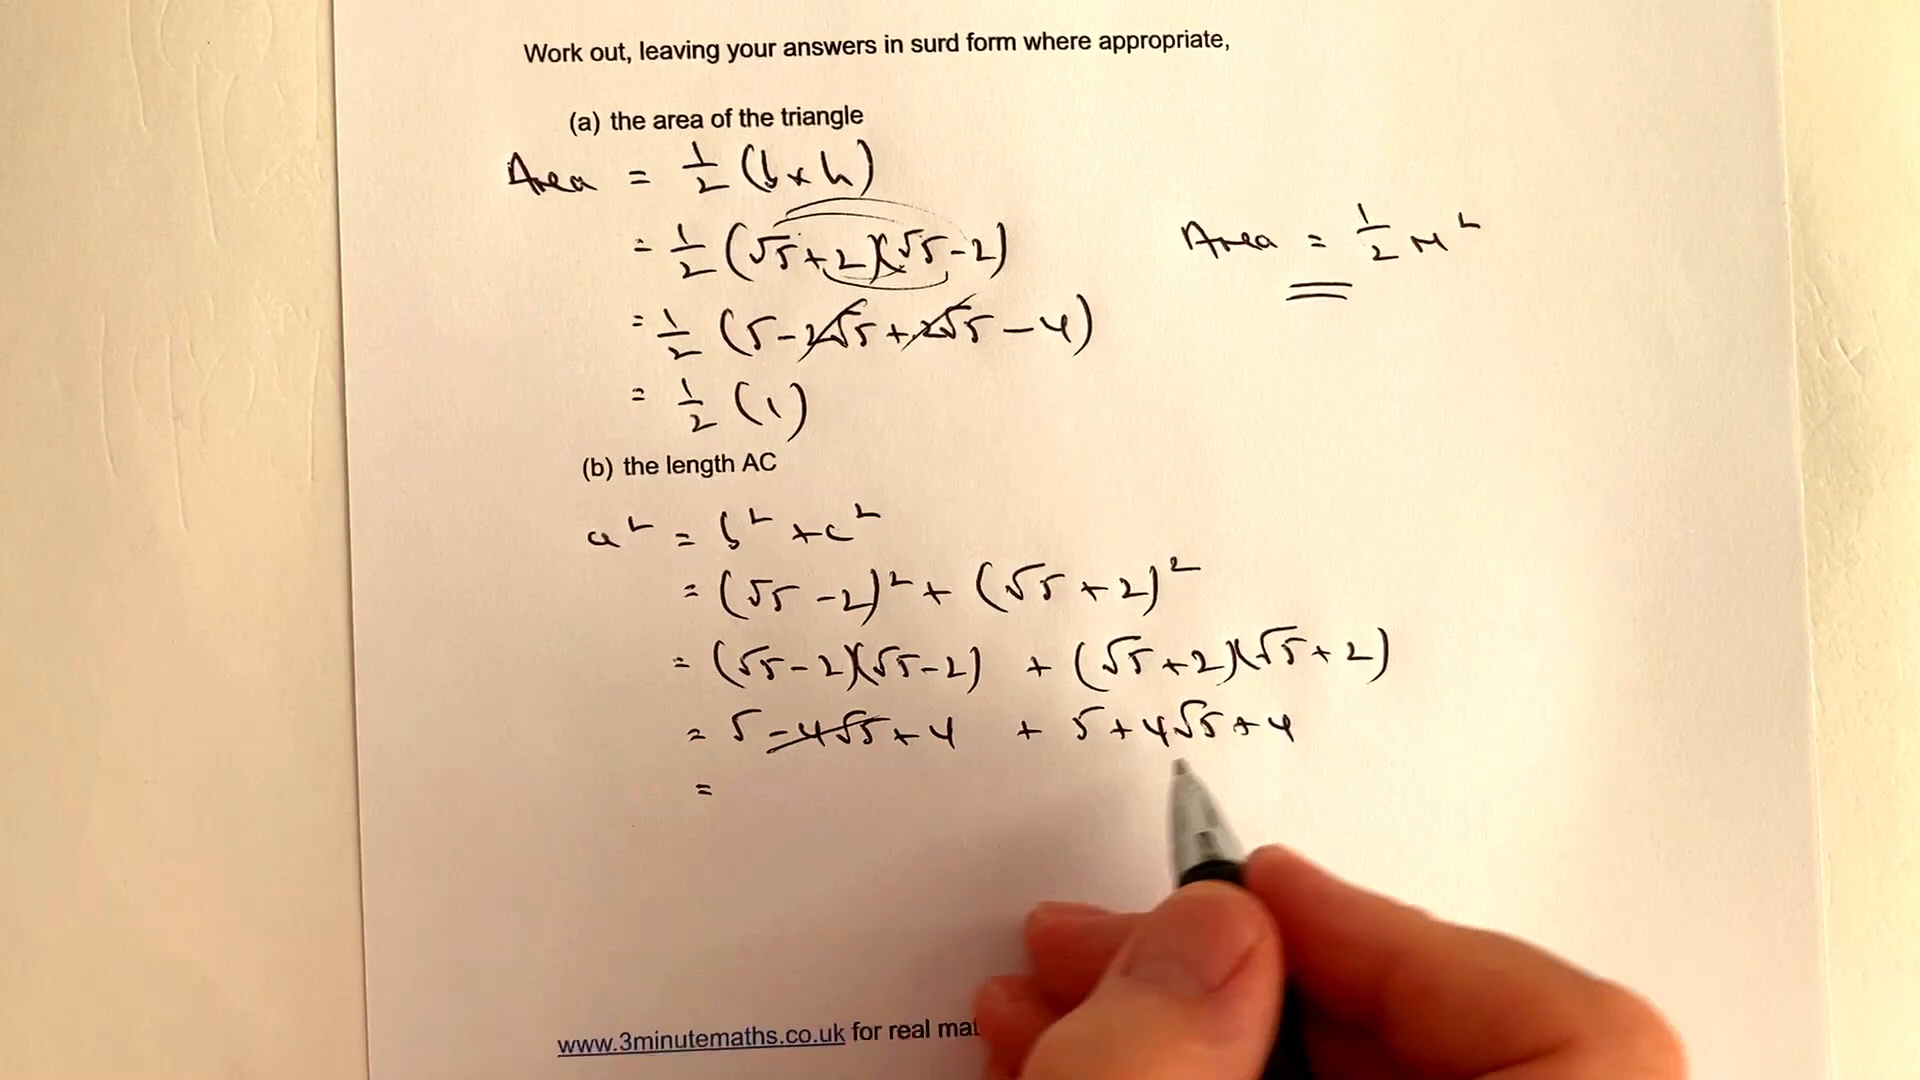 Work out, leaving your answers in surd form where appropriate,
(a) the area of the triangle
Area = 1/2 (b × h)
= 1/2 (√5 + 2)(√5 - 2)
Area = 1/2 m²
= 1/2 (5 - 2√5 + 2√5 - 4)
= 1/2 (1)
(b) the length AC
a² = b² + c²
= (√5 - 2)² + (√5 + 2)²
= (√5 - 2)(√5 - 2) + (√5 + 2)(√5 + 2)
= 5 - 4√5 + 4 + 5 + 4√5 + 4
=
www.3minutemaths.co.uk for real